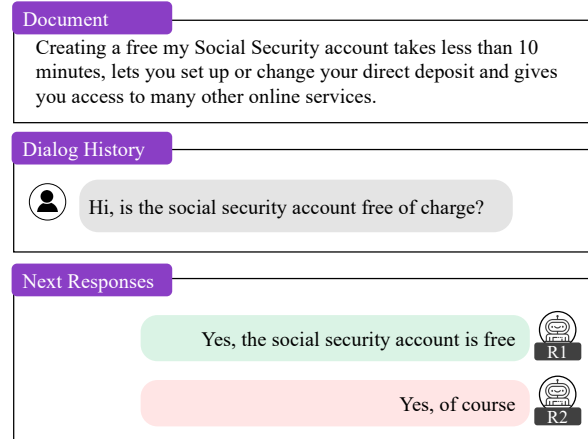 Document
Creating a free my Social Security account takes less than 10
minutes, lets you set up or change your direct deposit and gives
you access to many other online services.
Dialog History
Hi, is the social security account free of charge?
Next Responses
Yes, the social security account is free
R1
Yes, of course
R2